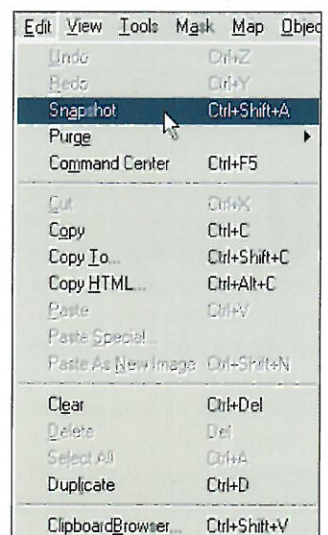 Edit View Tools Mask Map Objec
Undo Ctrl+Z
Redo Ctrl+Y
Snapshot Ctrl+Shift+A
Purge
Command Center Ctrl+F5
Cut Ctrl+X
Copy Ctrl+C
Copy To... Ctrl+Shift+C
Copy HTML... Ctrl+Alt+C
Paste Ctrl+V
Paste Special...
Paste As New Image Ctrl+Shift+N
Clear Ctrl+Del
Delete Del
Select All Ctrl+A
Duplicate Ctrl+D
ClipboardBrowser... Ctrl+Shift+V